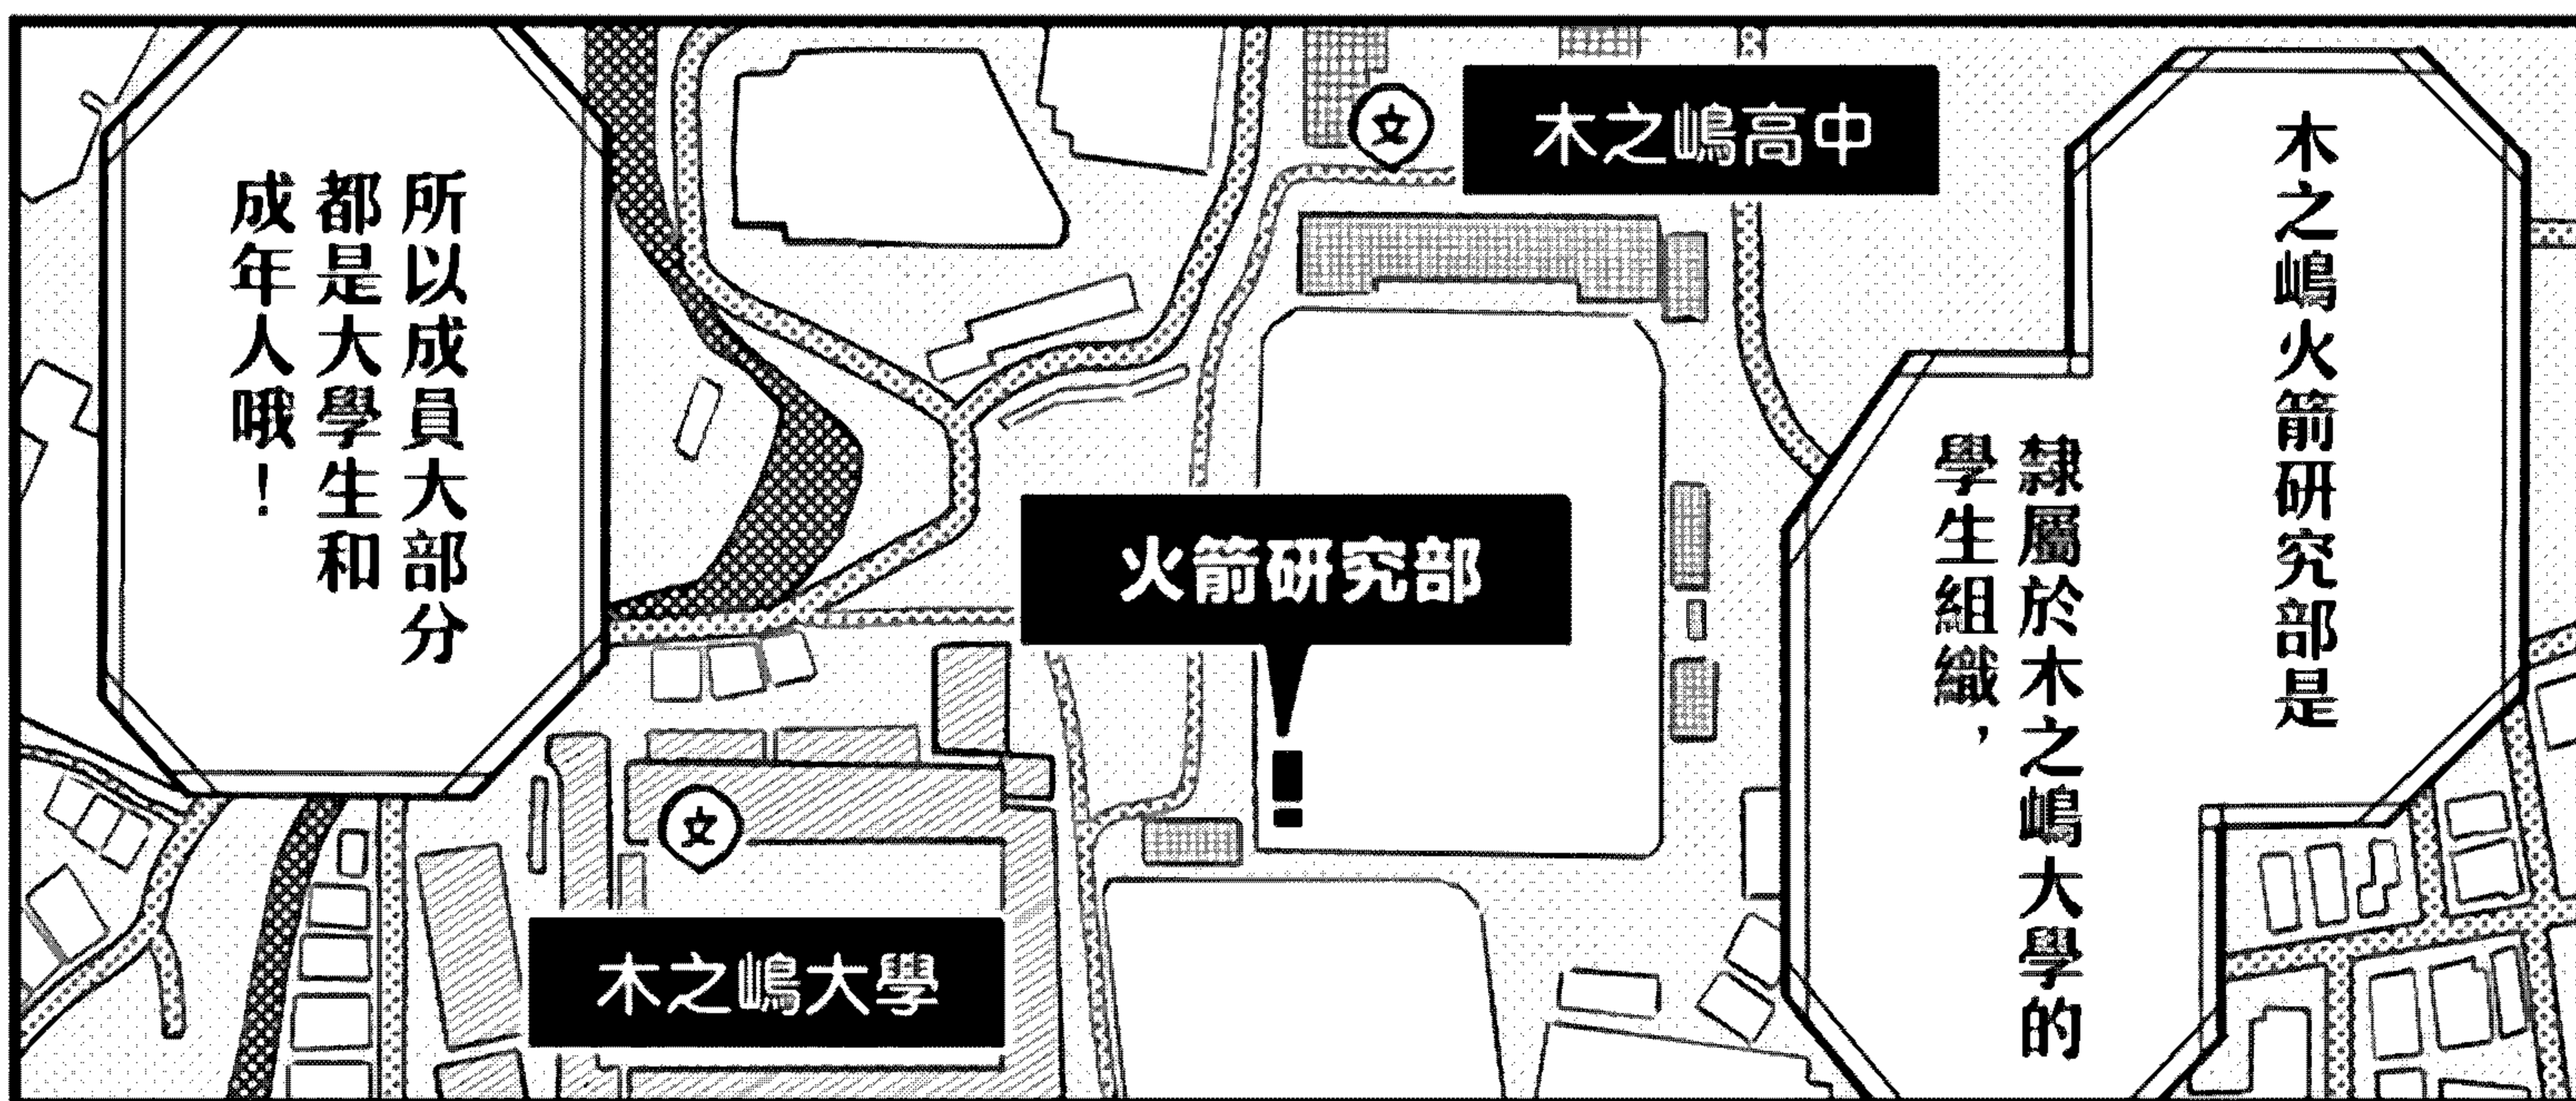 木之嶋火箭研究部是
隸屬於木之嶋大學的
學生組織，
木之嶋高中
文
火箭研究部
文
木之嶋大學
所以成員大部分
都是大學生和
成年人哦！